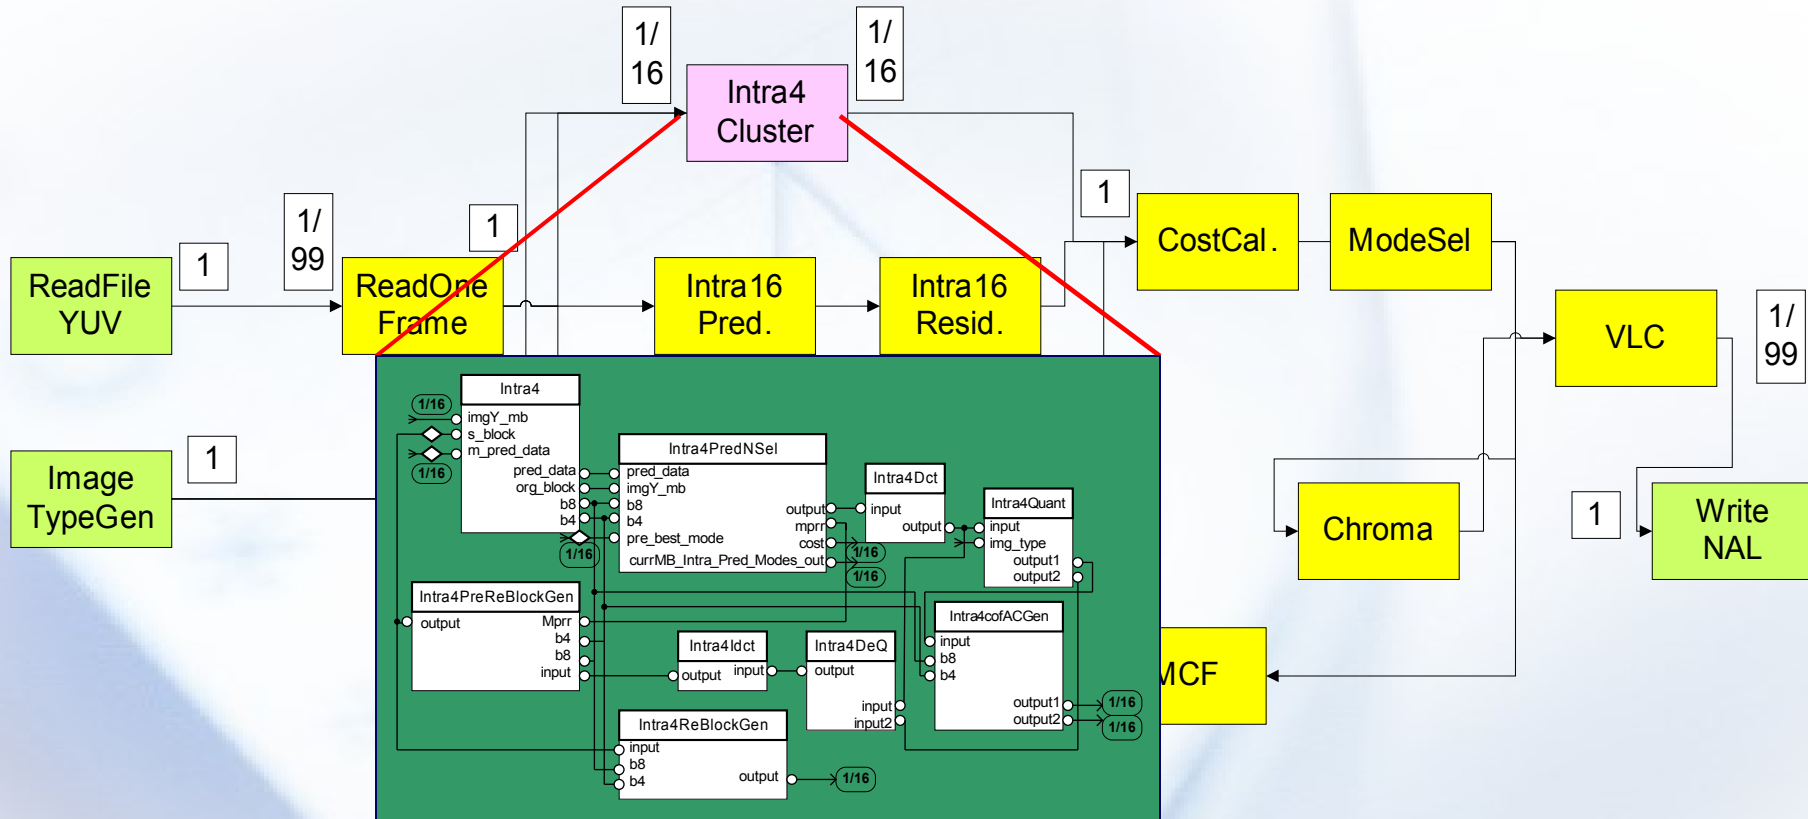 1/
16
1/
16
Intra4
Cluster
1
CostCal.
ModeSel
1/
99
1
1
ReadFile
YUV
ReadOne
Frame
Intra16
Pred.
Intra16
Resid.
VLC
1/
99
Image
TypeGen
1
Chroma
1
Write
NAL
MCF
Intra4
1/16
imgY_mb
s_block
m_pred_data
1/16
pred_data
org_block
b8
b4
Intra4PredNSel
pred_data
imgY_mb
b8
b4
pre_best_mode
1/16
output
mprr
cost
currMB_Intra_Pred_Modes_out
1/16
1/16
Intra4Dct
input
output
Intra4Quant
input
img_type
output1
output2
Intra4PreReBlockGen
output
Mprr
b4
b8
input
Intra4Idct
output
input
Intra4DeQ
output
input
input2
Intra4cofACGen
input
b8
b4
output1
output2
1/16
1/16
Intra4ReBlockGen
input
b8
b4
output
1/16